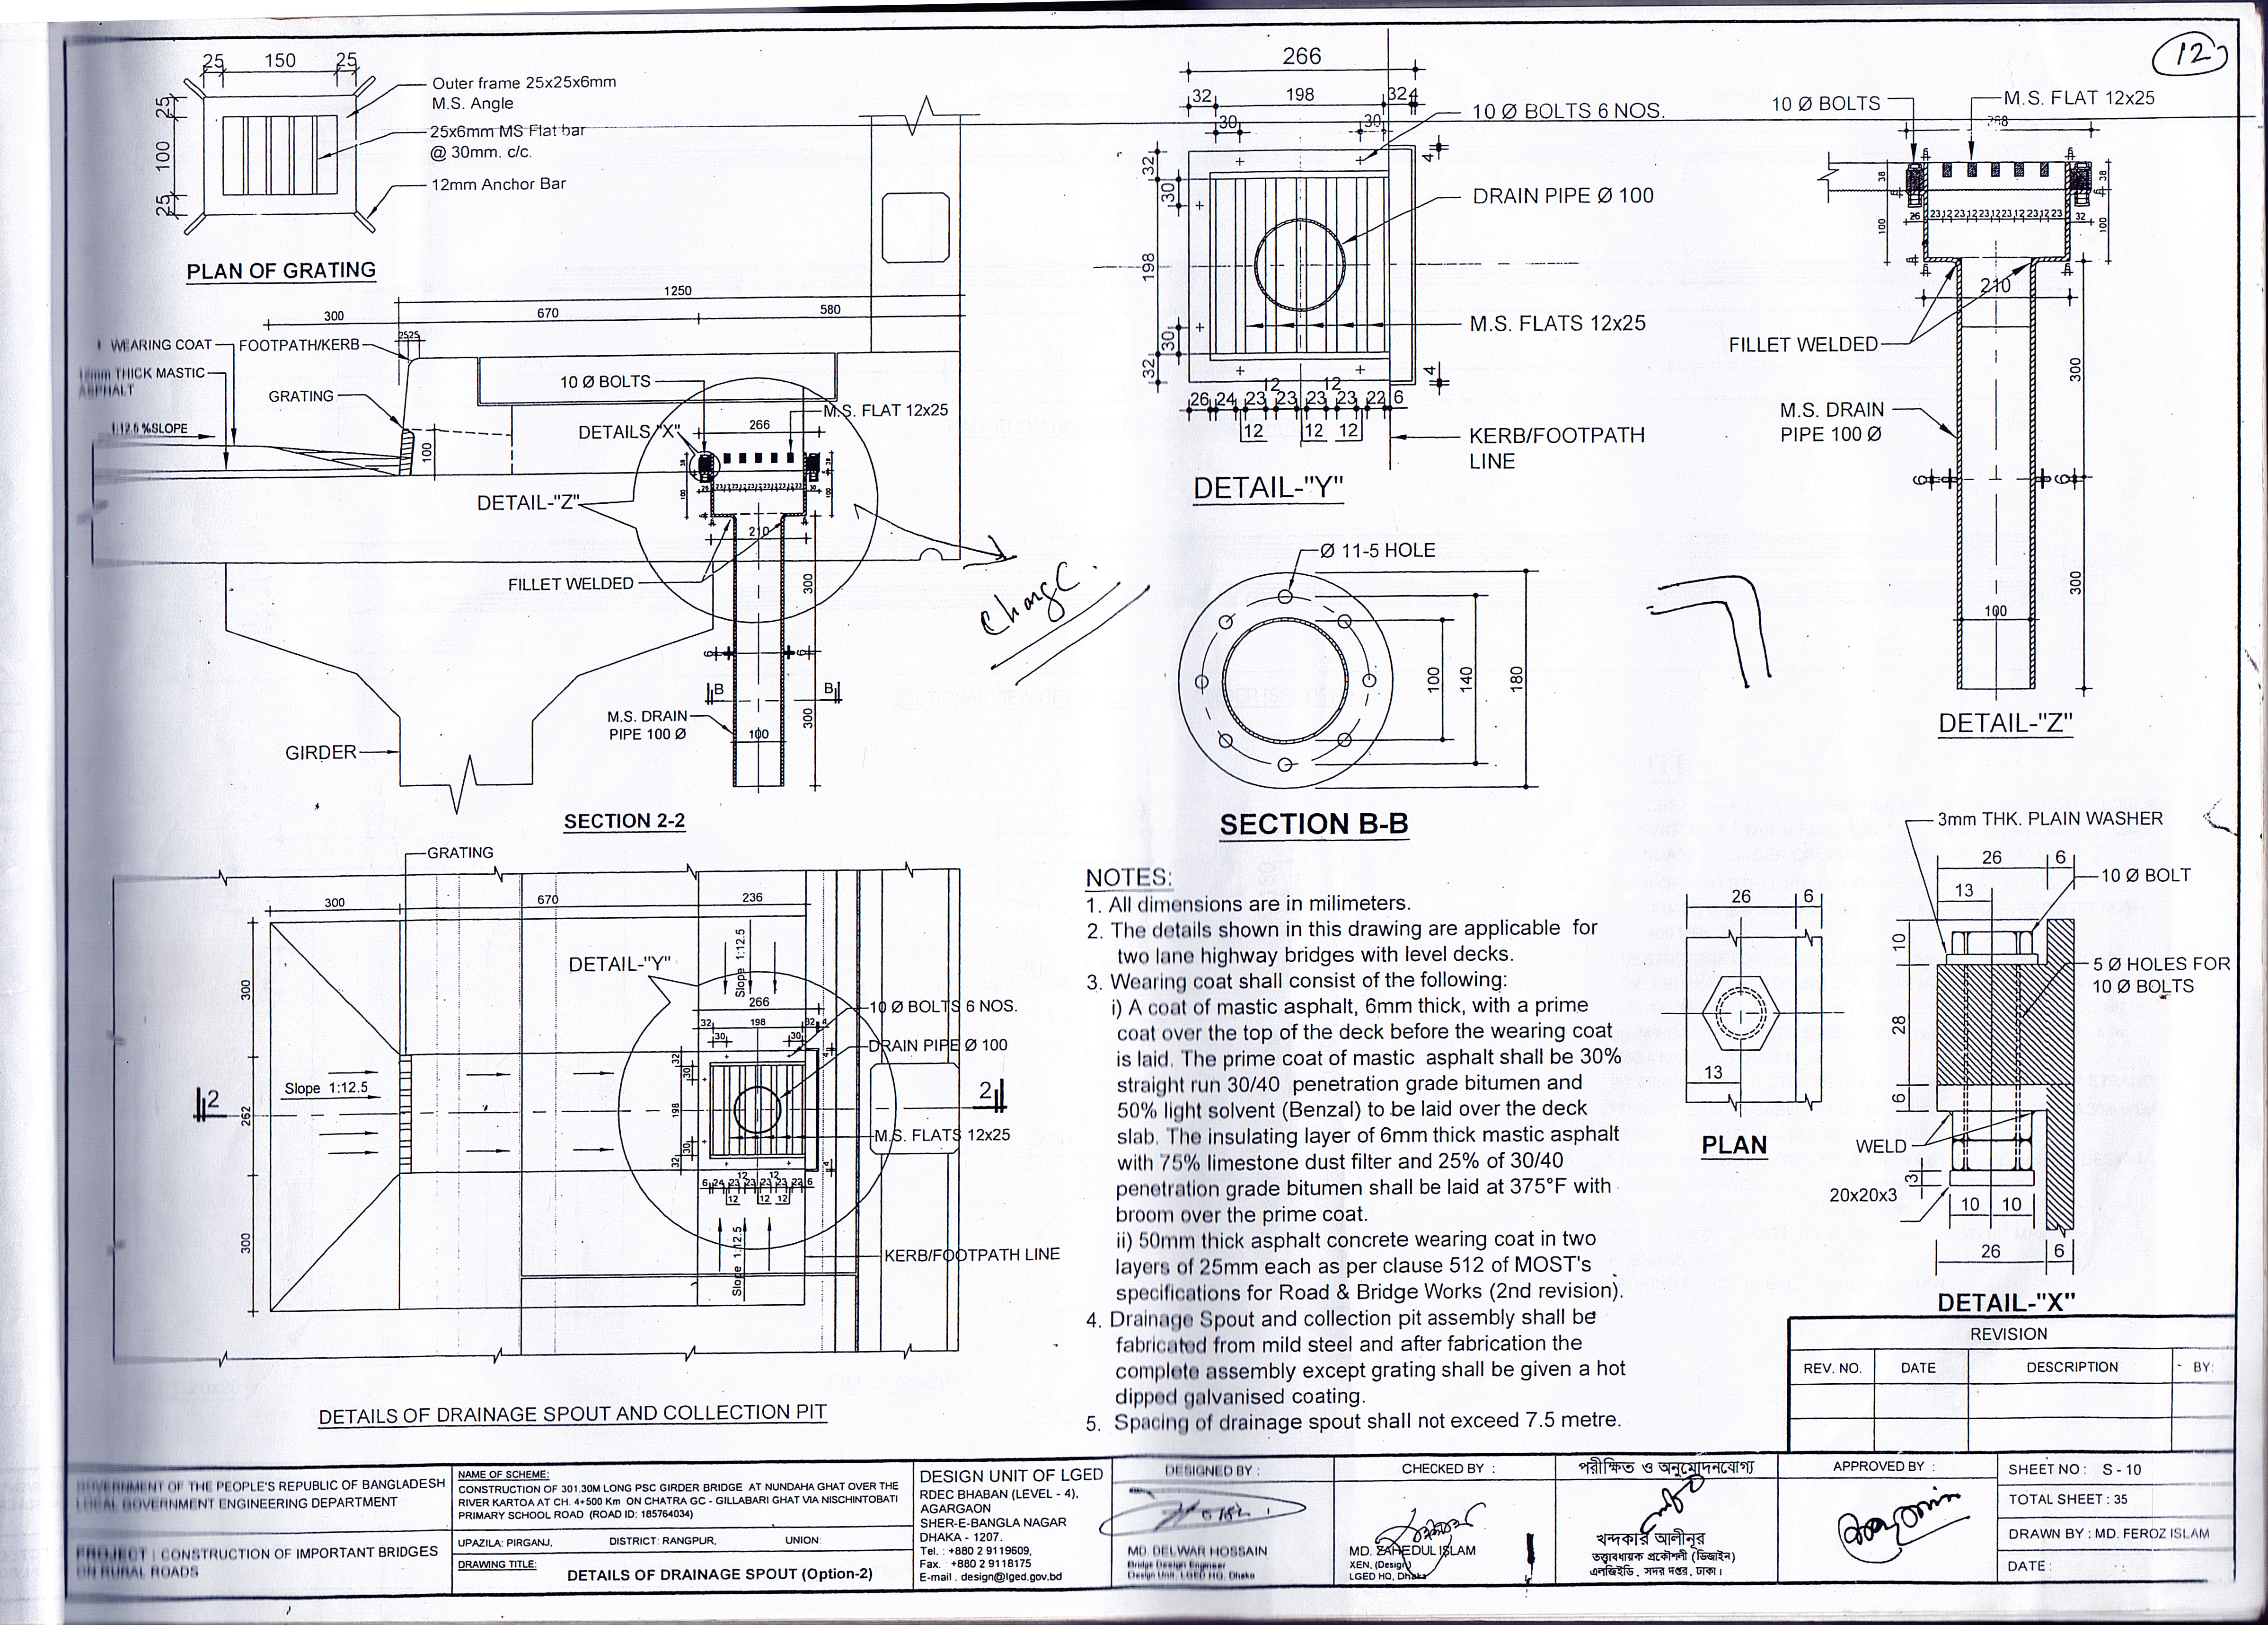 12
25 150 25
25
100
25
Outer frame 25x25x6mm
M.S. Angle
25x6mm MS Flat bar
@ 30mm. c/c.
12mm Anchor Bar
PLAN OF GRATING
1250
300 670 580
2525
WEARING COAT
FOOTPATH/KERB
THICK MASTIC
ASPHALT
GRATING
1:12.5 %SLOPE
100
10 Ø BOLTS
M.S. FLAT 12x25
DETAILS "X"
266
DETAIL-"Z"
210
FILLET WELDED
300
6 6
B B
M.S. DRAIN
PIPE 100 Ø
100
300
GIRDER
SECTION 2-2
Change.
266
32 198 32 4
30 30
10 Ø BOLTS 6 NOS.
4
32
30
198
30
32
DRAIN PIPE Ø 100
M.S. FLATS 12x25
4
12 12
26 24 23 23 23 23 22 6
12 12 12
KERB/FOOTPATH
LINE
DETAIL-"Y"
Ø 11-5 HOLE
100
140
180
SECTION B-B
10 Ø BOLTS
M.S. FLAT 12x25
6 6
38 38
26 23 12 23 12 23 12 23 12 23 12 23 32
100 100
6 6
210
FILLET WELDED
300
M.S. DRAIN
PIPE 100 Ø
6 6
300
100
DETAIL-"Z"
GRATING
300 670 236
300
262
300
Slope 1:12.5
DETAIL-"Y"
Slope 1:12.5
266
32 198 32 4
30 30
10 Ø BOLTS 6 NOS.
DRAIN PIPE Ø 100
32
30
198
30
32
4
2 2
M.S. FLATS 12x25
12 12
6 24 23 23 23 23 22 6
12 12 12
Slope 1:12.5
KERB/FOOTPATH LINE
DETAILS OF DRAINAGE SPOUT AND COLLECTION PIT
NOTES:
1. All dimensions are in milimeters.
2. The details shown in this drawing are applicable for
two lane highway bridges with level decks.
3. Wearing coat shall consist of the following:
i) A coat of mastic asphalt, 6mm thick, with a prime
coat over the top of the deck before the wearing coat
is laid. The prime coat of mastic asphalt shall be 30%
straight run 30/40 penetration grade bitumen and
50% light solvent (Benzal) to be laid over the deck
slab. The insulating layer of 6mm thick mastic asphalt
with 75% limestone dust filter and 25% of 30/40
penetration grade bitumen shall be laid at 375°F with
broom over the prime coat.
ii) 50mm thick asphalt concrete wearing coat in two
layers of 25mm each as per clause 512 of MOST's
specifications for Road & Bridge Works (2nd revision).
4. Drainage Spout and collection pit assembly shall be
fabricated from mild steel and after fabrication the
complete assembly except grating shall be given a hot
dipped galvanised coating.
5. Spacing of drainage spout shall not exceed 7.5 metre.
26 6
13
PLAN
3mm THK. PLAIN WASHER
26 6
13
10 Ø BOLT
10
28
6
5 Ø HOLES FOR
10 Ø BOLTS
WELD
3
20x20x3
10 10
26 6
DETAIL-"X"
REVISION
REV. NO. DATE DESCRIPTION BY:
GOVERNMENT OF THE PEOPLE'S REPUBLIC OF BANGLADESH
LOCAL GOVERNMENT ENGINEERING DEPARTMENT
PROJECT : CONSTRUCTION OF IMPORTANT BRIDGES
ON RURAL ROADS
NAME OF SCHEME:
CONSTRUCTION OF 301.30M LONG PSC GIRDER BRIDGE AT NUNDAHA GHAT OVER THE
RIVER KARTOA AT CH. 4+500 Km ON CHATRA GC - GILLABARI GHAT VIA NISCHINTOBATI
PRIMARY SCHOOL ROAD (ROAD ID: 185764034)
UPAZILA: PIRGANJ, DISTRICT: RANGPUR, UNION:
DRAWING TITLE:
DETAILS OF DRAINAGE SPOUT (Option-2)
DESIGN UNIT OF LGED
RDEC BHABAN (LEVEL - 4),
AGARGAON
SHER-E-BANGLA NAGAR
DHAKA - 1207.
Tel. : +880 2 9119609,
Fax. : +880 2 9118175
E-mail . design@lged.gov.bd
DESIGNED BY :
MD. DELWAR HOSSAIN
Bridge Design Engineer
Design Unit, LGED HQ, Dhaka
CHECKED BY :
MD. ZAHEDUL ISLAM
XEN, (Design)
LGED HQ, Dhaka
পরীক্ষিত ও অনুমোদনযোগ্য
খন্দকার আলীনূর
তত্ত্বাবধায়ক প্রকৌশলী (ডিজাইন)
এলজিইডি, সদর দপ্তর, ঢাকা।
APPROVED BY :
SHEET NO : S - 10
TOTAL SHEET : 35
DRAWN BY : MD. FEROZ ISLAM
DATE :